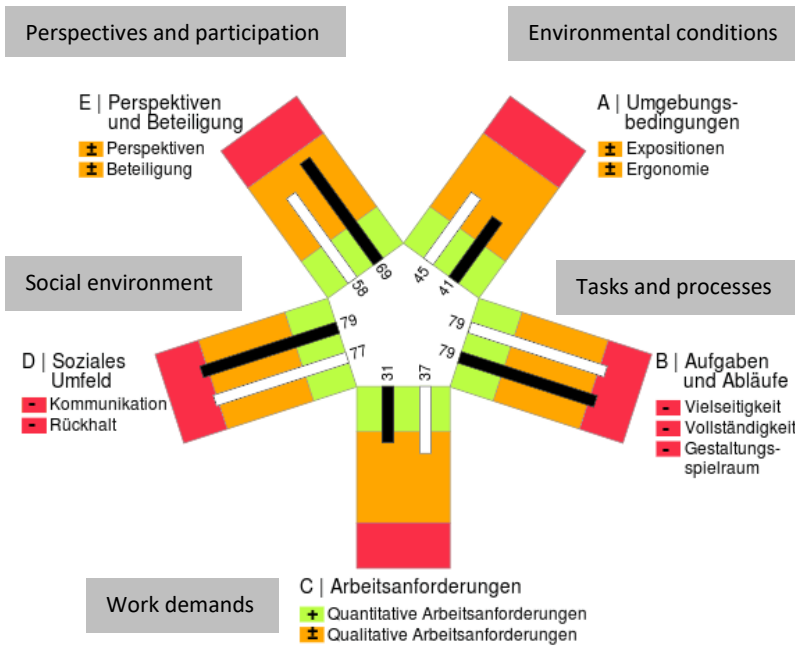 Perspectives and participation
Environmental conditions
E | Perspektiven
und Beteiligung
± Perspektiven
± Beteiligung
A | Umgebungs-
bedingungen
± Expositionen
± Ergonomie
58
69
45
41
Social environment
Tasks and processes
79
77
79
79
D | Soziales
Umfeld
- Kommunikation
- Rückhalt
B | Aufgaben
und Abläufe
- Vielseitigkeit
- Vollständigkeit
- Gestaltungs-
spielraum
31
37
Work demands
C | Arbeitsanforderungen
+ Quantitative Arbeitsanforderungen
± Qualitative Arbeitsanforderungen